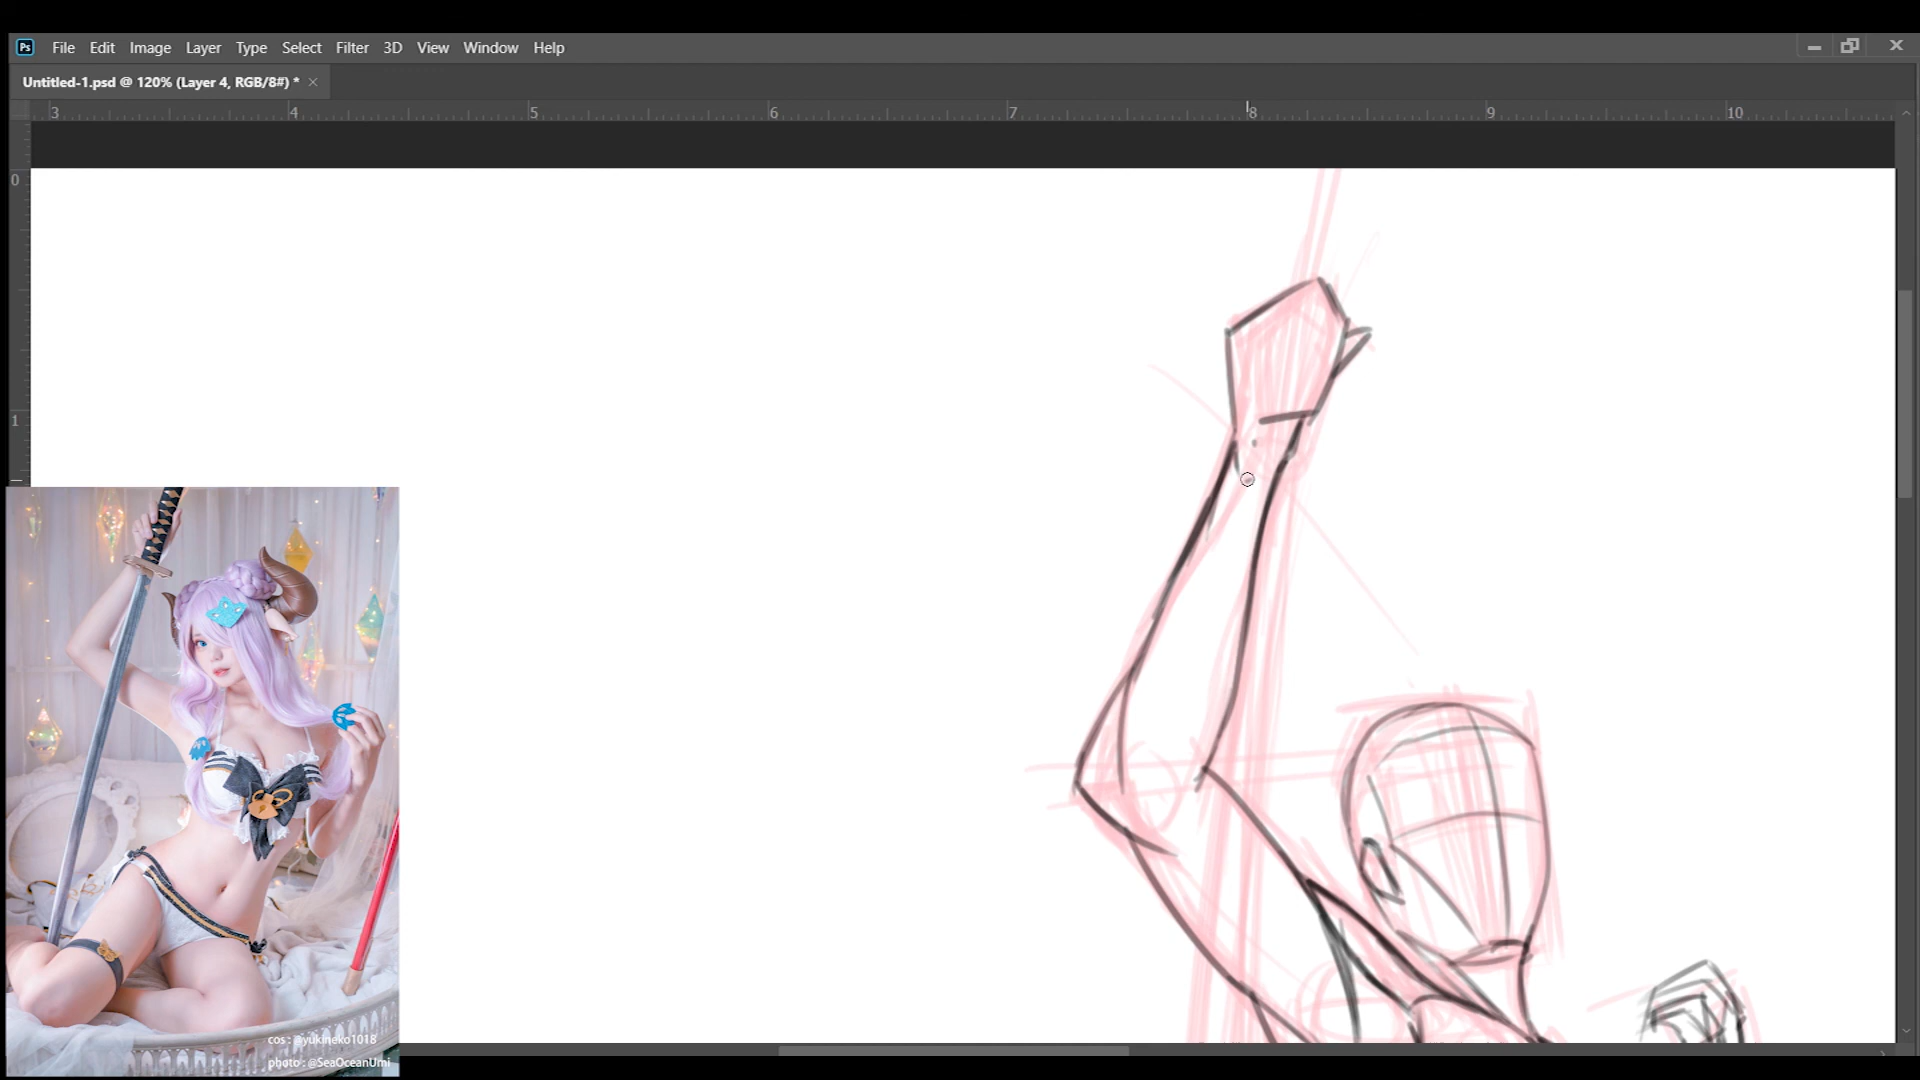 Ps File Edit Image Layer Type Select Filter 3D View Window Help
Untitled-1.psd @ 120% (Layer 4, RGB/8#) * ×
3 4 5 6 7 8 9 10
0
1
cos : @yukineko1018
photo : @SeaOceanUmi